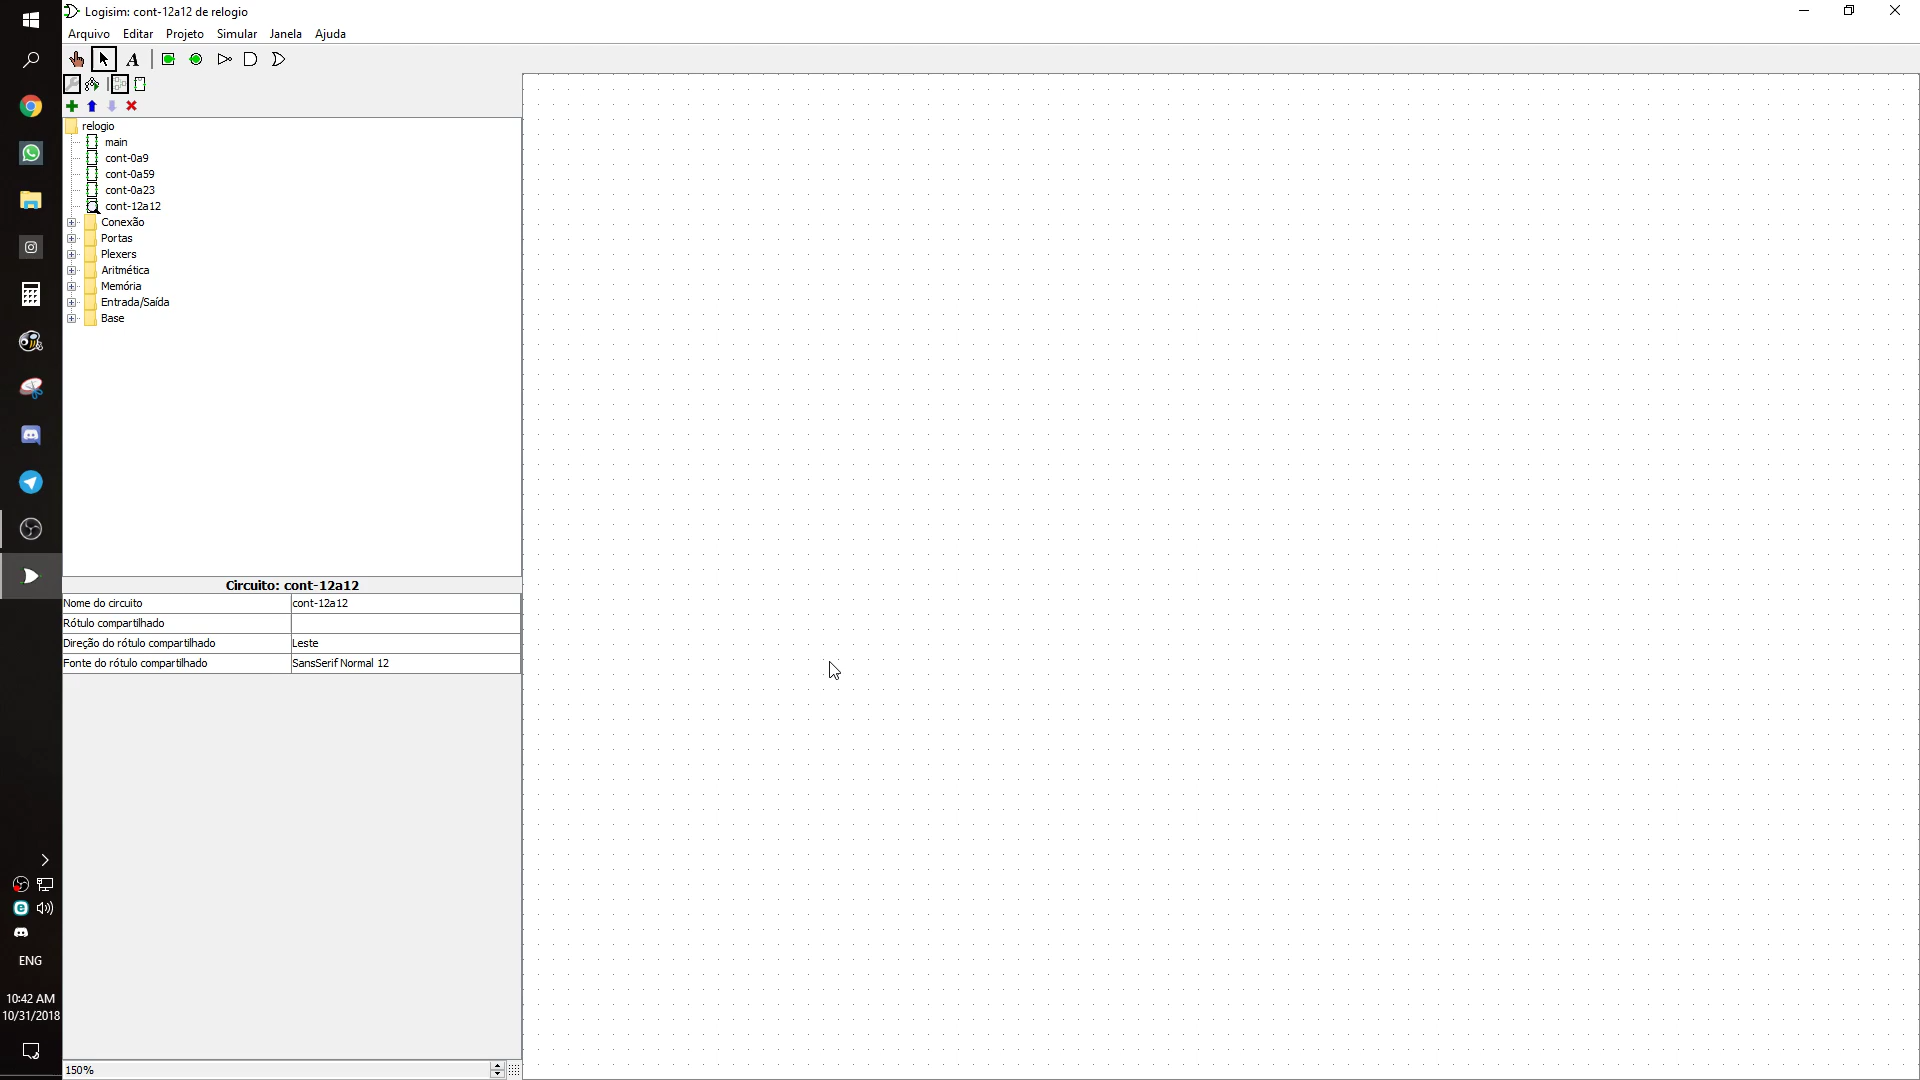 Logisim: cont-12a12 de relogio
Arquivo Editar Projeto Simular Janela Ajuda
A
relogio
main
cont-0a9
cont-0a59
cont-0a23
cont-12a12
Conexão
Portas
Plexers
Aritmética
Memória
Entrada/Saída
Base
Circuito: cont-12a12
Nome do circuito cont-12a12
Rótulo compartilhado
Direção do rótulo compartilhado Leste
Fonte do rótulo compartilhado SansSerif Normal 12
ENG
10:42 AM
10/31/2018
150%